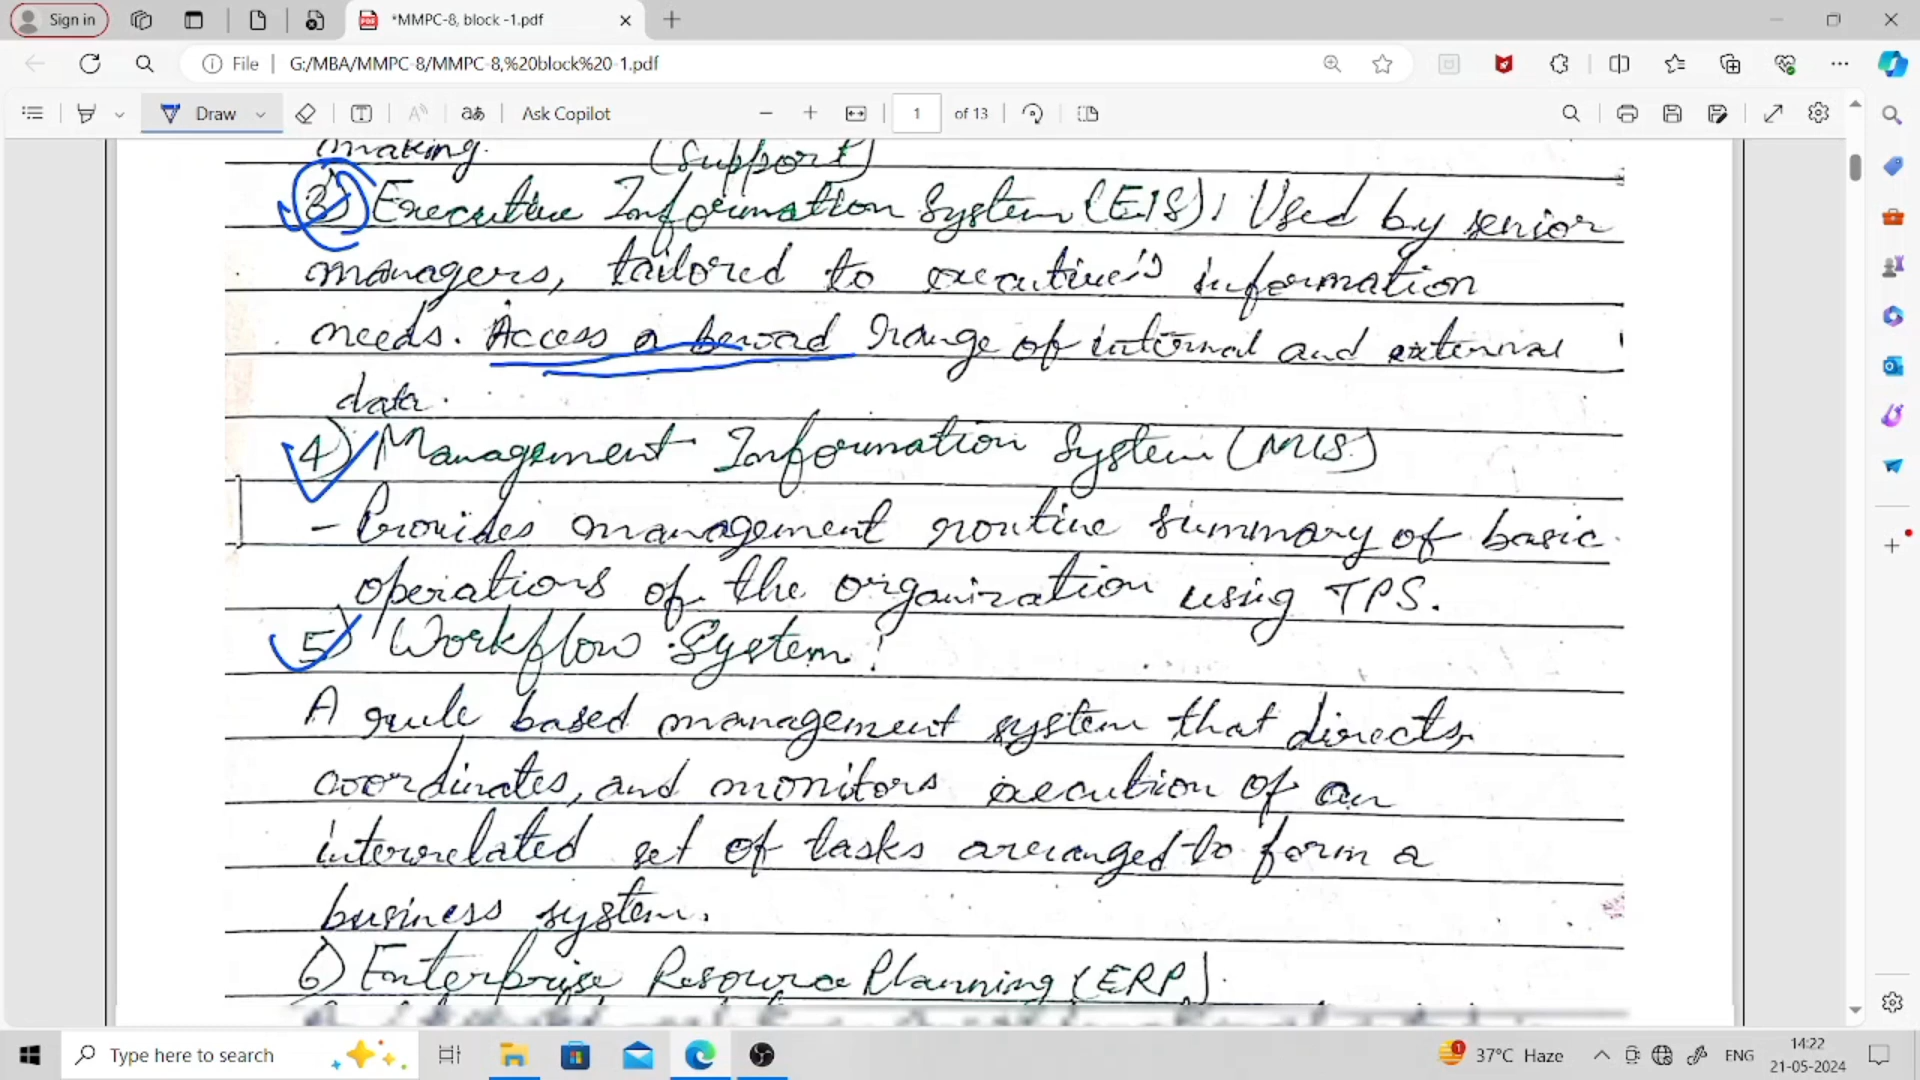 Sign in
*MMPC-8, block -1.pdf
File
G:/MBA/MMPC-8/MMPC-8,%20block%20-1.pdf
Draw
aあ
Ask Copilot
1 of 13
making. (Support)
3) Executive Information System (EIS): Used by senior
managers, tailored to executive's information
needs. Access a beroad range of internal and external
data.
4) Management Information System (MIS)
- Provides management routine summary of basic
operations of the organization using TPS.
5) Workflow System:
A rule based management system that directs,
coordinates, and monitors execution of an
interrelated set of tasks arranged to form a
business system.
6) Enterprise Resource Planning (ERP)
Type here to search
1
37°C Haze
ENG
14:22
21-05-2024